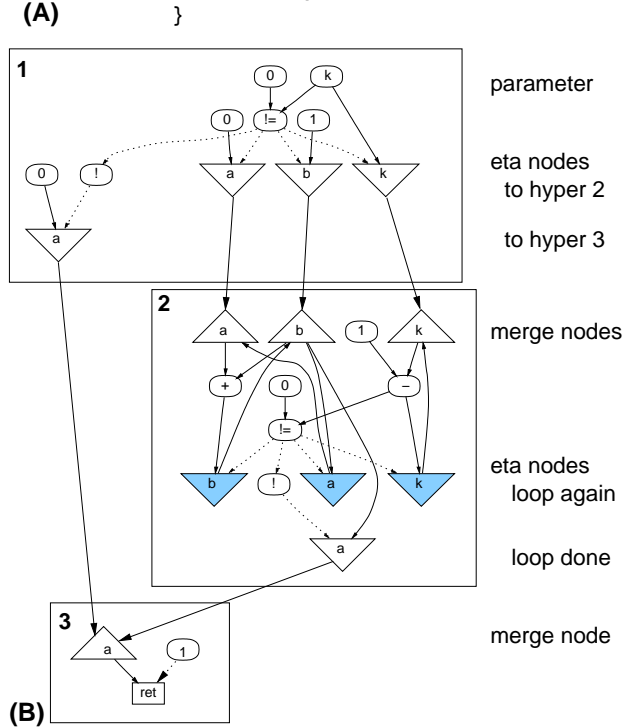 (A) }
1
0 k parameter
0 != 1
0 ! a b k eta nodes
to hyper 2
a to hyper 3
2
a b 1 k merge nodes
+ 0 –
!=
b ! a k eta nodes
loop again
a loop done
3
a 1 merge node
ret
(B)